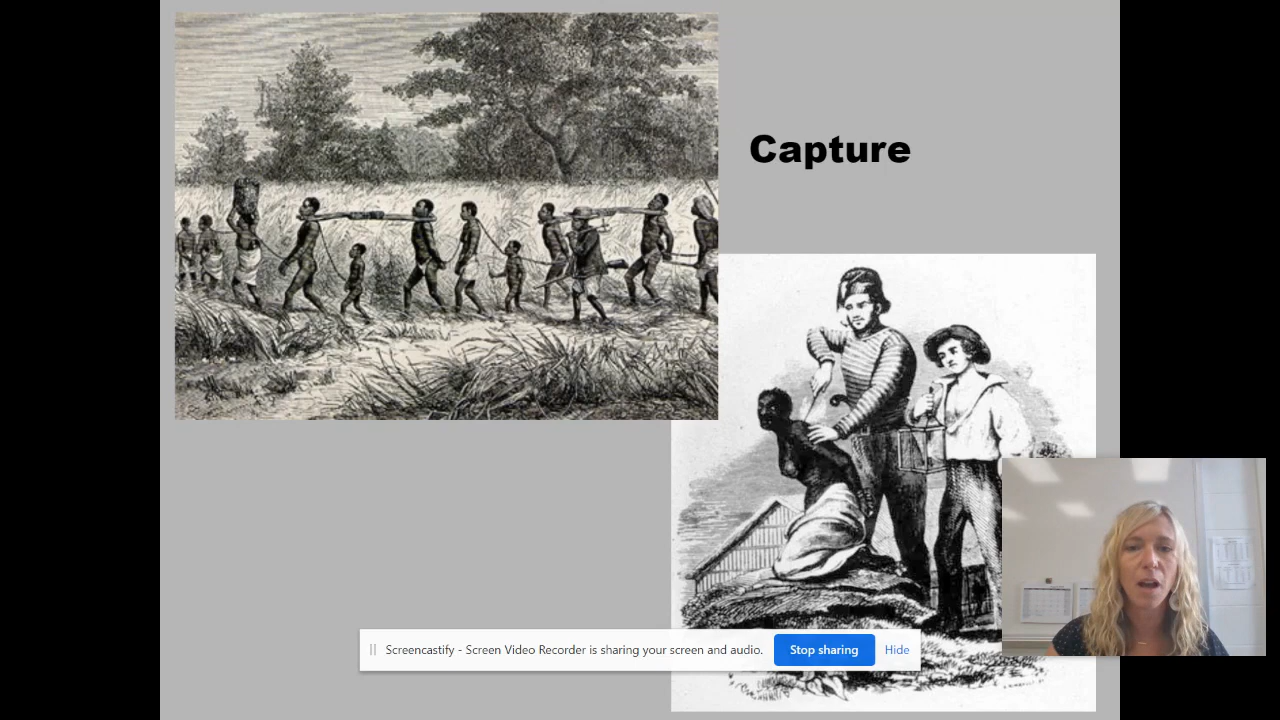 Capture
Screencastify - Screen Video Recorder is sharing your screen and audio.
Stop sharing
Hide